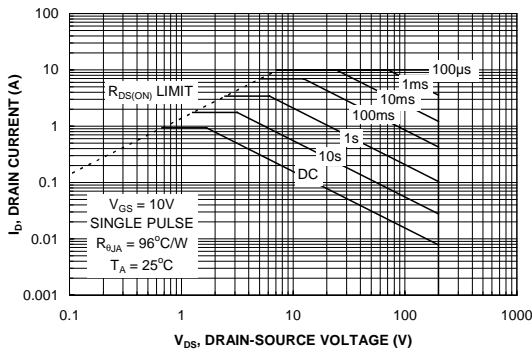 100
10
1
0.1
0.01
0.001
I_D, DRAIN CURRENT (A)
R_DS(ON) LIMIT
100µs
1ms
10ms
100ms
1s
10s
DC
V_GS = 10V
SINGLE PULSE
R_θJA = 96°C/W
T_A = 25°C
0.1
1
10
100
1000
V_DS, DRAIN-SOURCE VOLTAGE (V)